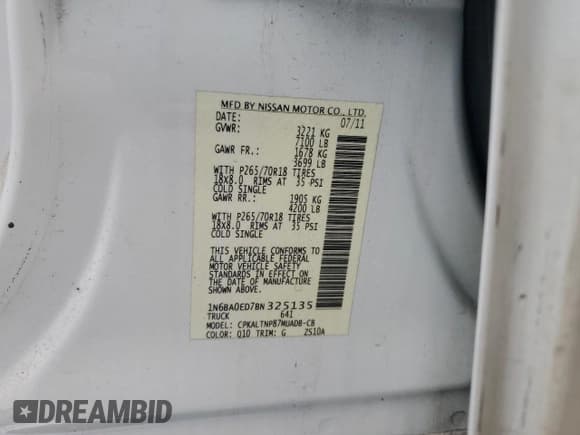 MFD BY NISSAN MOTOR CO., LTD.
DATE: 07/11
GVWR: 3221 KG
7100 LB
GAWR FR.: 1678 KG
3699 LB
WITH P265/70R18 TIRES
18x8.0 RIMS AT 35 PSI
COLD SINGLE
GAWR RR.: 1905 KG
4200 LB
WITH P265/70R18 TIRES
18x8.0 RIMS AT 35 PSI
COLD SINGLE
THIS VEHICLE CONFORMS TO
ALL APPLICABLE FEDERAL
MOTOR VEHICLE SAFETY
STANDARDS IN EFFECT ON
THE DATE OF MANUFACTURE
SHOWN ABOVE.
1N6BA0ED7BN325135
TRUCK 641
MODEL: CPKALTNP87MUADB-CB
COLOR: Q10 TRIM: G 2S1DA
DREAMBID